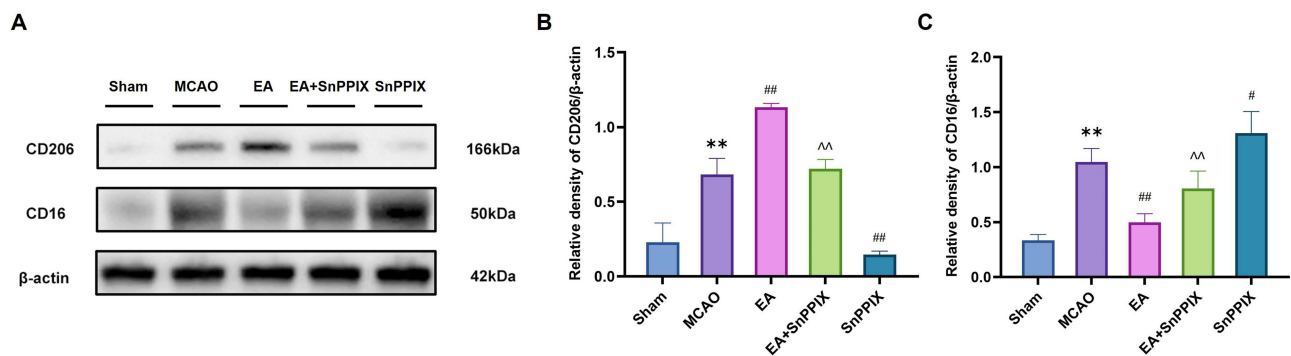 A
Sham MCAO EA EA+SnPPIX SnPPIX
CD206 166kDa
CD16 50kDa
β-actin 42kDa
B
Relative density of CD206/β-actin
1.5
1.0
0.5
0.0
**
##
^^
##
Sham
MCAO
EA
EA+SnPPIX
SnPPIX
C
Relative density of CD16/β-actin
2.0
1.5
1.0
0.5
0.0
**
##
^^
#
Sham
MCAO
EA
EA+SnPPIX
SnPPIX